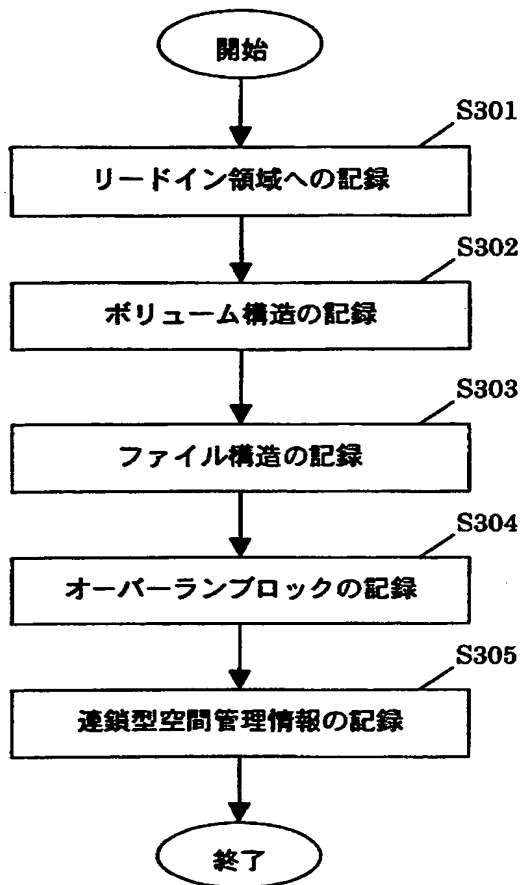 開始
S301
リードイン領域への記録
S302
ボリューム構造の記録
S303
ファイル構造の記録
S304
オーバーランブロックの記録
S305
連鎖型空間管理情報の記録
終了